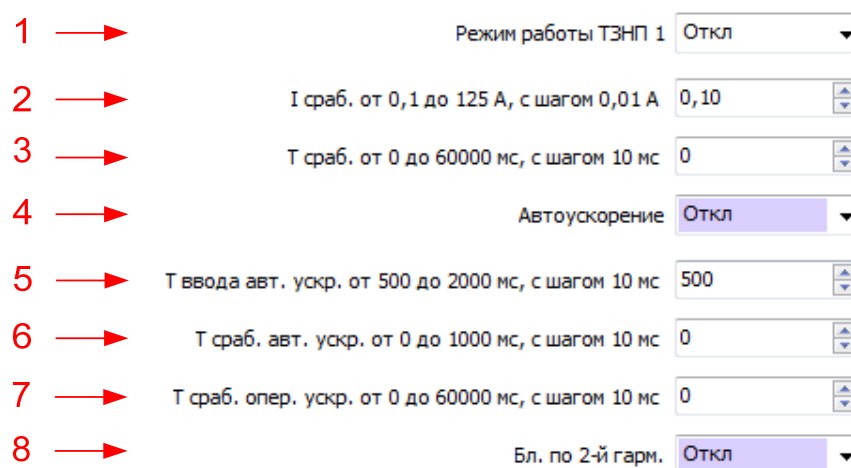 1 Режим работы ТЗНП 1 Откл
2 I сраб. от 0,1 до 125 А, с шагом 0,01 А 0,10
3 Т сраб. от 0 до 60000 мс, с шагом 10 мс 0
4 Автоускорение Откл
5 Т ввода авт. ускр. от 500 до 2000 мс, с шагом 10 мс 500
6 Т сраб. авт. ускр. от 0 до 1000 мс, с шагом 10 мс 0
7 Т сраб. опер. ускр. от 0 до 60000 мс, с шагом 10 мс 0
8 Бл. по 2-й гарм. Откл